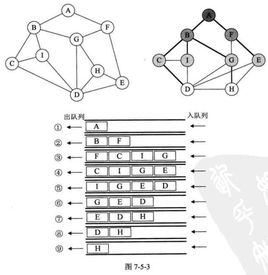 A
B
F
G
C
I
D
H
E
A
B
F
C
I
G
E
D
H
出队列
入队列
① A
② B F
③ F C I G
④ C I G E
⑤ I G E D
⑥ G E D
⑦ E D H
⑧ D H
⑨ H
图 7-5-3